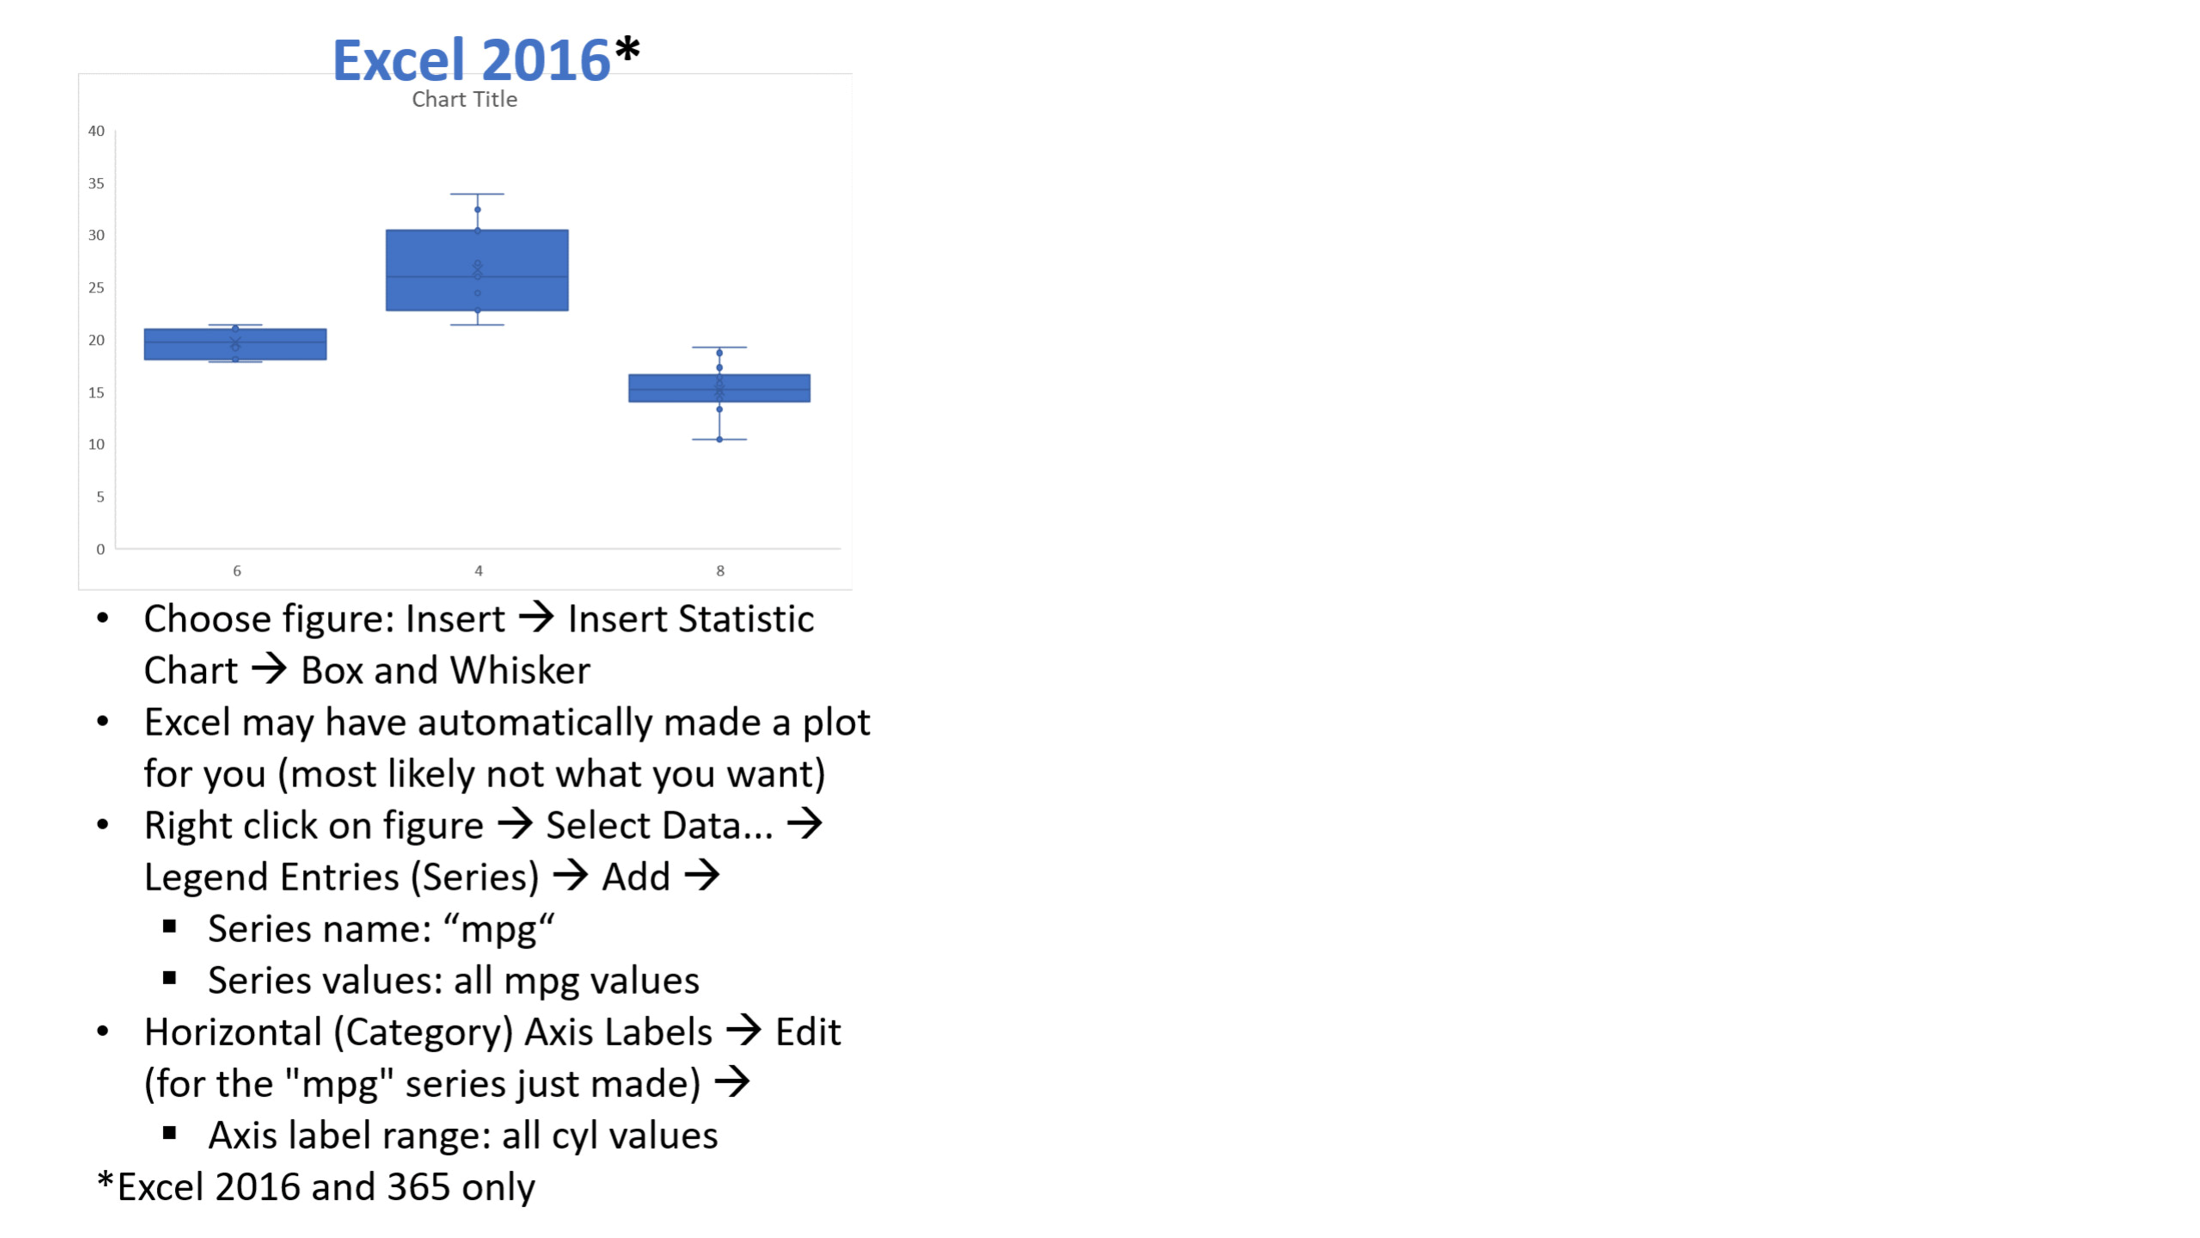 Excel 2016*
Chart Title
40
35
30
25
20
15
10
5
0
6 4 8
• Choose figure: Insert → Insert Statistic
Chart → Box and Whisker
• Excel may have automatically made a plot
for you (most likely not what you want)
• Right click on figure → Select Data... →
Legend Entries (Series) → Add →
▪ Series name: “mpg“
▪ Series values: all mpg values
• Horizontal (Category) Axis Labels → Edit
(for the "mpg" series just made) →
▪ Axis label range: all cyl values
*Excel 2016 and 365 only